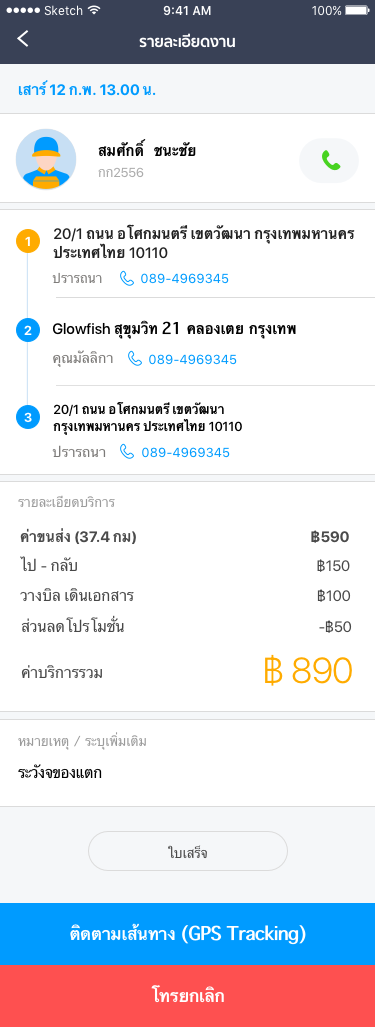 Sketch 9:41 AM 100%
รายละเอียดงาน
เสาร์ 12 ก.พ. 13.00 น.
สมศักดิ์ ชนะชัย
กก2556
1 20/1 ถนน อโศกมนตรี เขตวัฒนา กรุงเทพมหานคร
ประเทศไทย 10110
ปรารถนา 089-4969345
2 Glowfish สุขุมวิท 21 คลองเตย กรุงเทพ
คุณมัลลิกา 089-4969345
20/1 ถนน อโศกมนตรี เขตวัฒนา
3 กรุงเทพมหานคร ประเทศไทย 10110
ปรารถนา 089-4969345
รายละเอียดบริการ
ค่าขนส่ง (37.4 กม) ฿590
ไป - กลับ ฿150
วางบิล เดินเอกสาร ฿100
ส่วนลดโปรโมชั่น -฿50
ค่าบริการรวม ฿ 890
หมายเหตุ / ระบุเพิ่มเติม
ระวังจของแตก
ใบเสร็จ
ติดตามเส้นทาง (GPS Tracking)
โทรยกเลิก